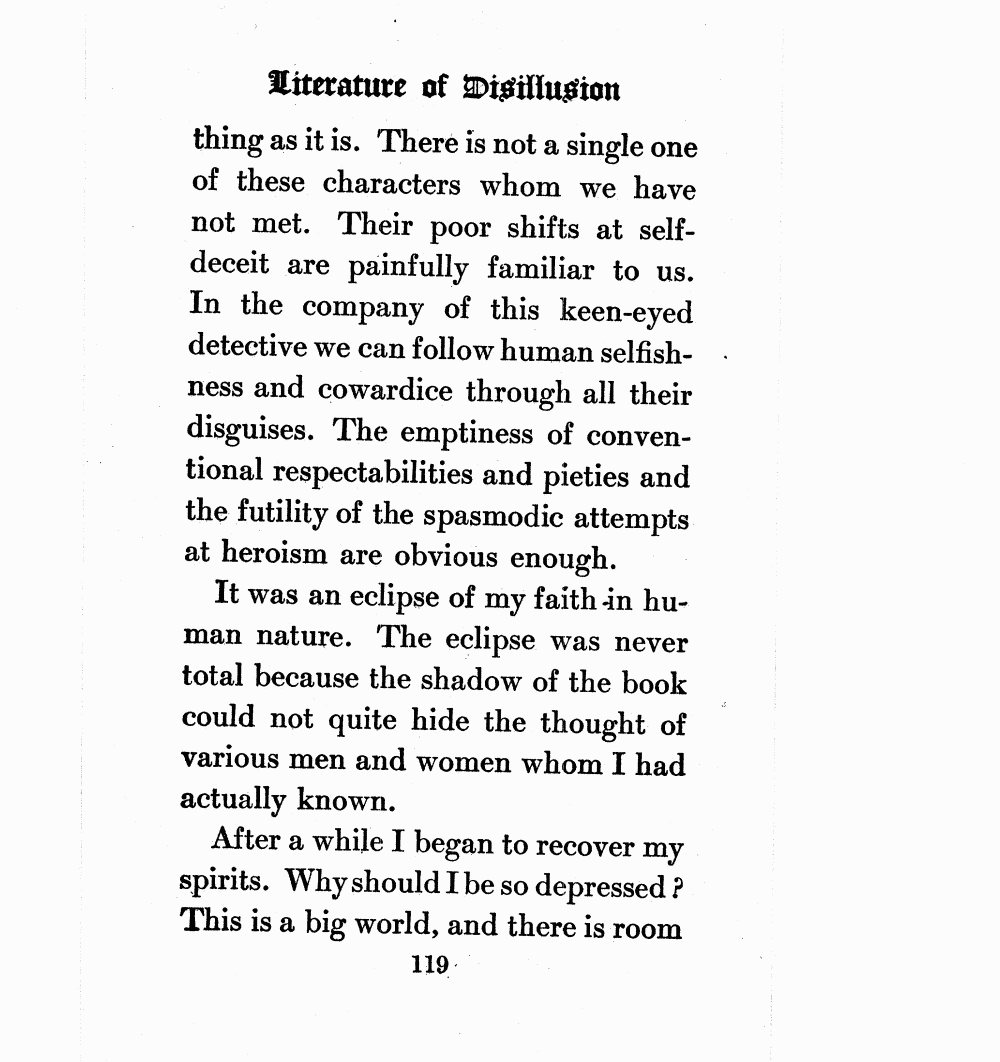 Literature of Disillusion
thing as it is. There is not a single one
of these characters whom we have
not met. Their poor shifts at self-
deceit are painfully familiar to us.
In the company of this keen-eyed
detective we can follow human selfish-
ness and cowardice through all their
disguises. The emptiness of conven-
tional respectabilities and pieties and
the futility of the spasmodic attempts
at heroism are obvious enough.
It was an eclipse of my faith in hu-
man nature. The eclipse was never
total because the shadow of the book
could not quite hide the thought of
various men and women whom I had
actually known.
After a while I began to recover my
spirits. Why should I be so depressed?
This is a big world, and there is room
119